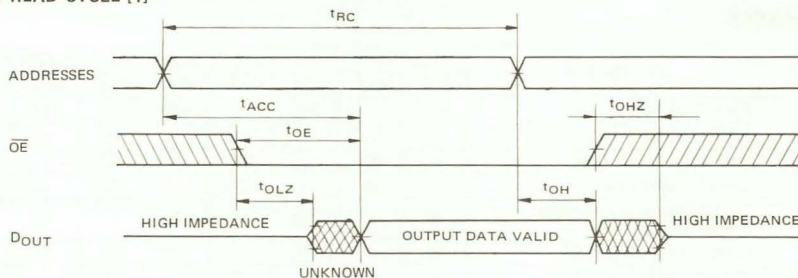 READ CYCLE [1]
tRC
ADDRESSES
tACC
tOHZ
OE
tOE
tOLZ
tOH
HIGH IMPEDANCE
HIGH IMPEDANCE
DOUT
OUTPUT DATA VALID
UNKNOWN